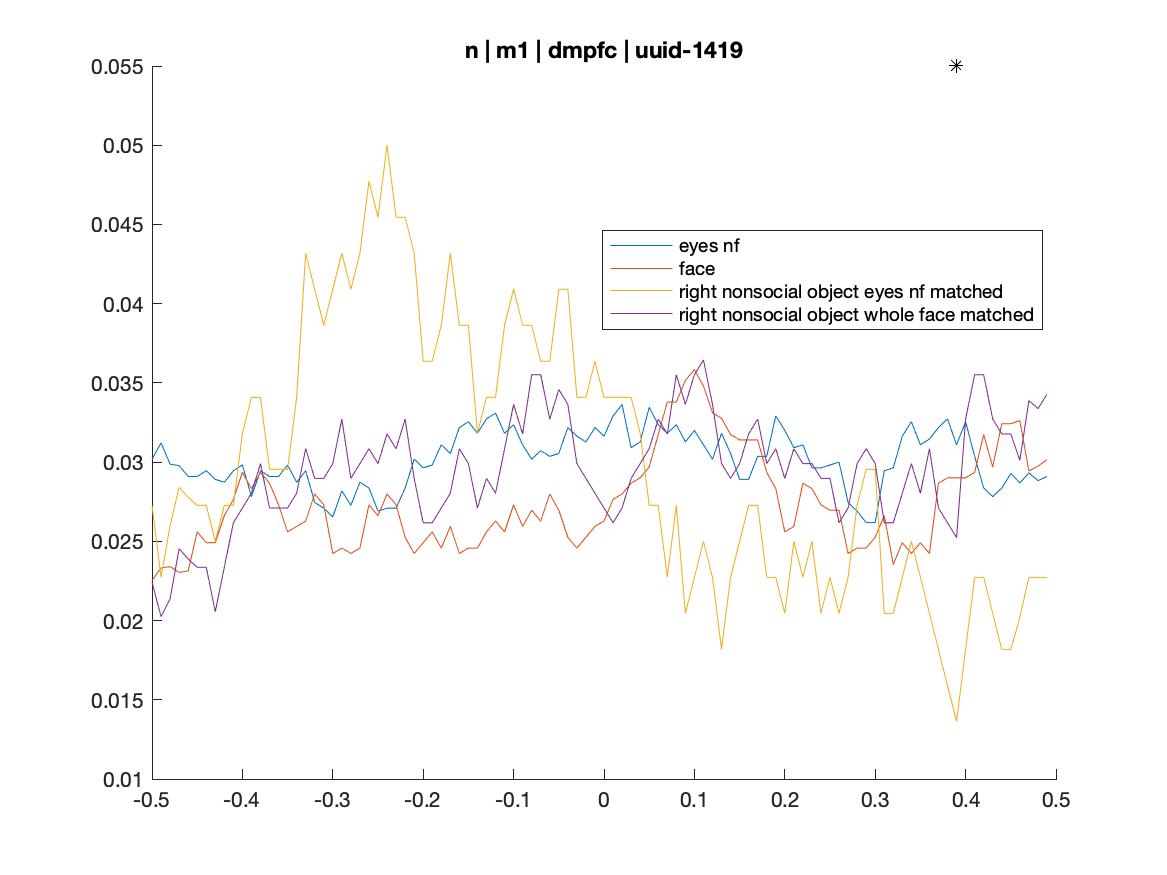 n | m1 | dmpfc | uuid-1419
0.055
0.05
0.045
0.04
0.035
0.03
0.025
0.02
0.015
0.01
eyes nf
face
right nonsocial object eyes nf matched
right nonsocial object whole face matched
-0.5 -0.4 -0.3 -0.2 -0.1 0 0.1 0.2 0.3 0.4 0.5